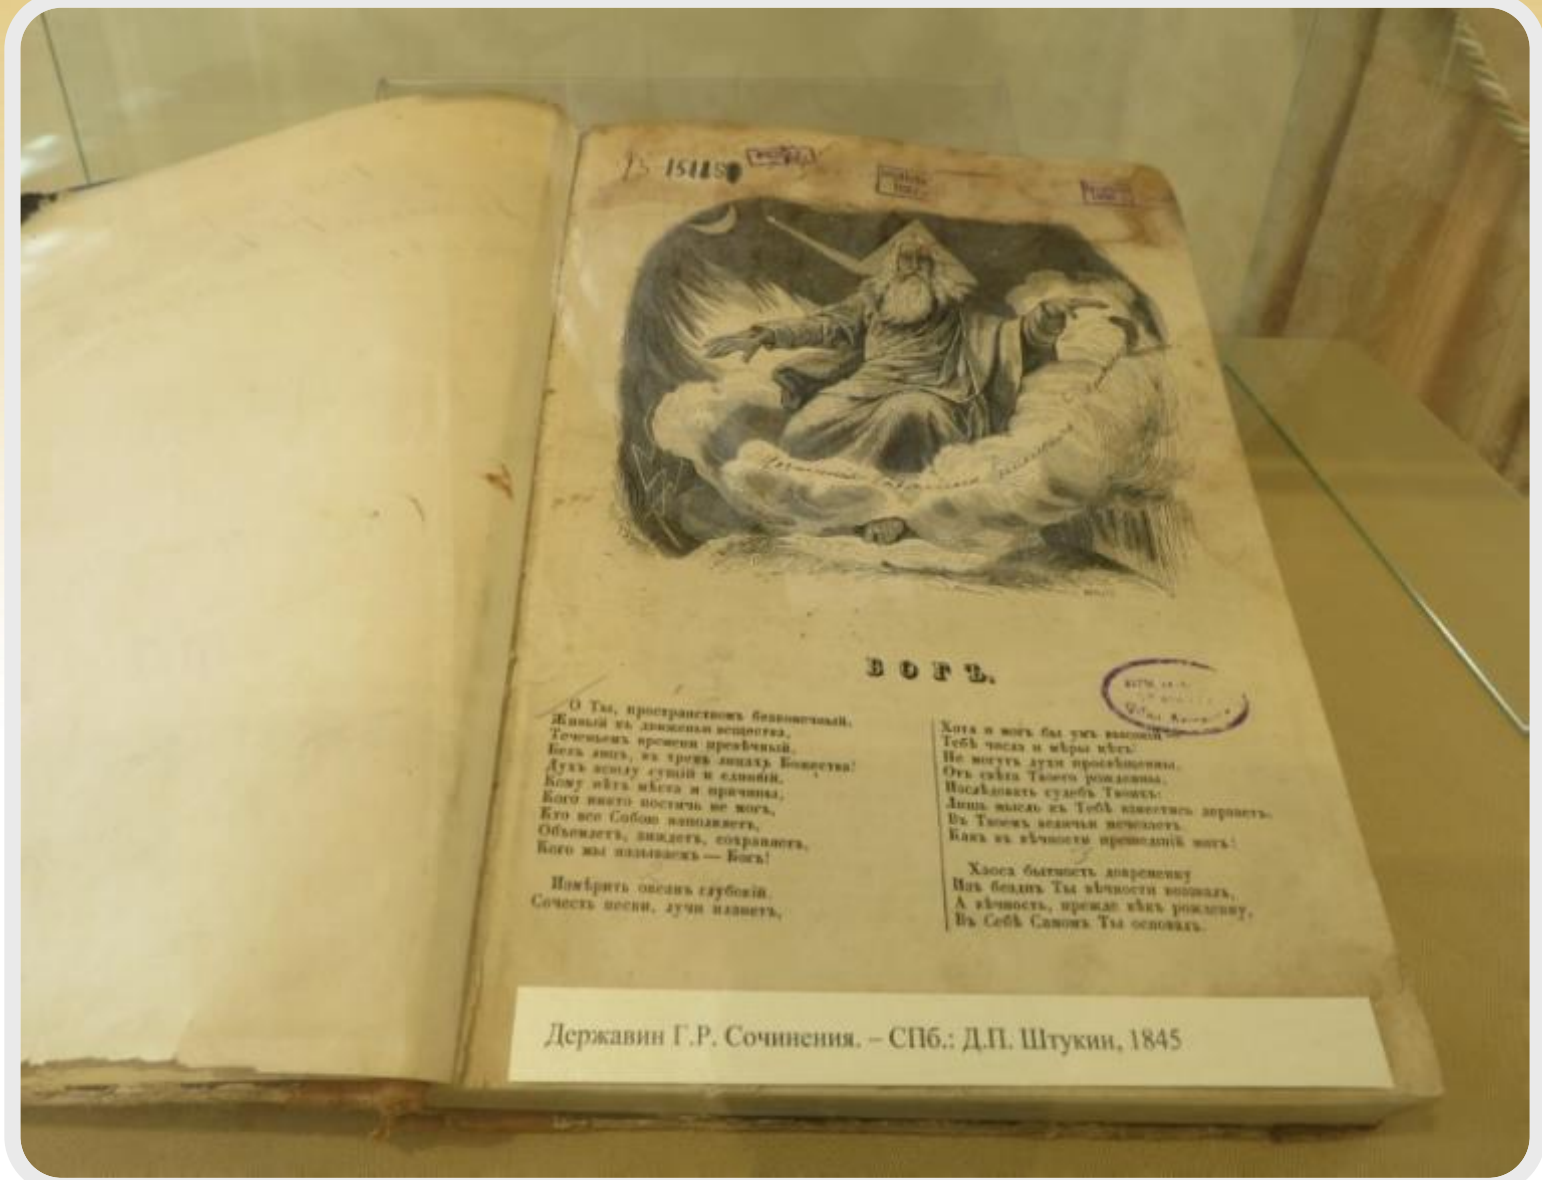 БОГЪ.
О Ты, пространствомъ безконечный,
Живый въ движеньи вещества,
Теченьемъ времени превѣчный,
Безъ лицъ, въ трехъ лицахъ Божества!
Духъ всюду сущій и единый,
Кому нѣтъ мѣста и причины,
Кого никто постичь не могъ,
Кто все Собою наполняетъ,
Объемлетъ, зиждетъ, сохраняетъ,
Кого мы называемъ — Богъ!
Измѣрить океанъ глубокій,
Сочесть пески, лучи планетъ,
Хотя и могъ бы умъ высокій
Тебѣ числа и мѣры нѣтъ!
Не могутъ духи просвѣщенны,
Отъ свѣта Твоего рожденны,
Изслѣдовать судебъ Твоихъ:
Лишь мысль къ Тебѣ взнестись дерзаетъ,
Въ Твоемъ величьи исчезаетъ
Какъ въ вѣчности прошедшій мигъ!
Хаоса бытность довременну
Изъ безднъ Ты вѣчности воззвалъ,
А вѣчность, прежде вѣкъ рожденну,
Въ Себѣ Самомъ Ты основалъ.
Державин Г.Р. Сочинения. – СПб.: Д.П. Штукин, 1845